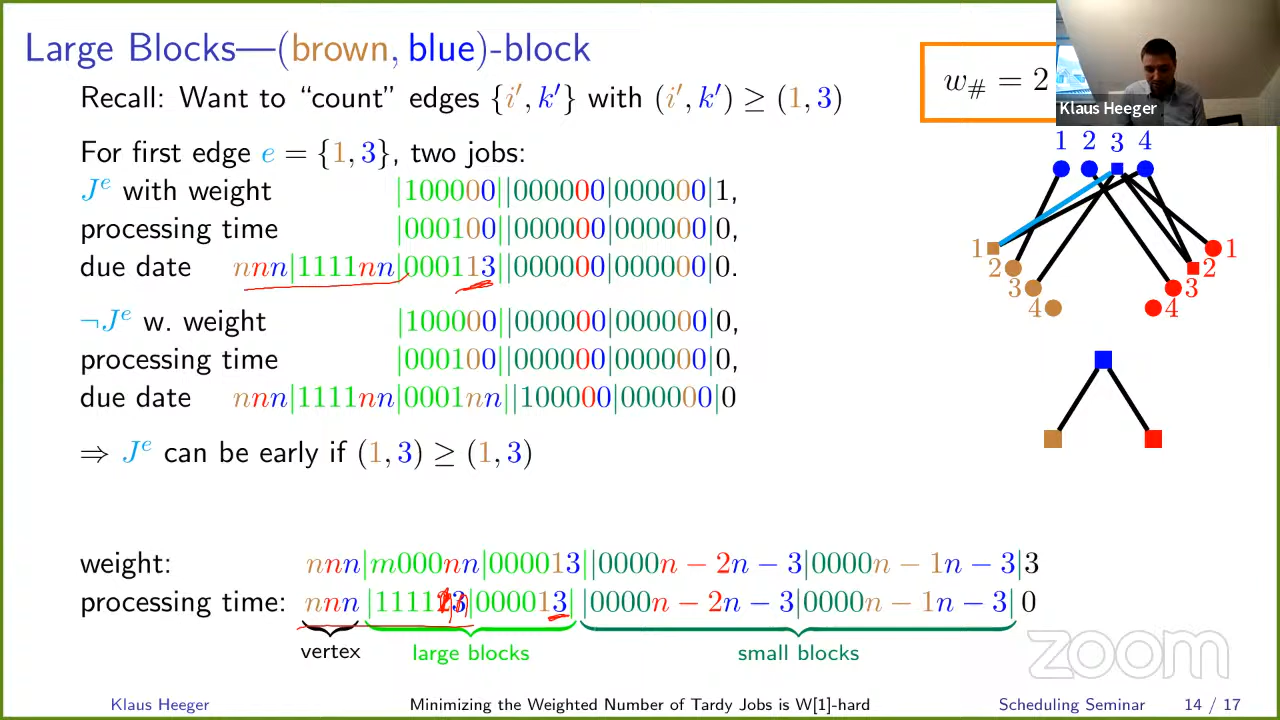 Large Blocks—(brown, blue)-block
w# = 2
Klaus Heeger
Recall: Want to “count” edges {i′, k′} with (i′, k′) ≥ (1, 3)
For first edge e = {1, 3}, two jobs:
Jᵉ with weight |100000||000000|000000|1,
processing time |000100||000000|000000|0,
due date nnn|1111nn|000113||000000|000000|0.
¬Jᵉ w. weight |100000||000000|000000|0,
processing time |000100||000000|000000|0,
due date nnn|1111nn|0001nn||100000|000000|0
⇒ Jᵉ can be early if (1, 3) ≥ (1, 3)
1 2 3 4
1
2
3
4
1
2
3
4
weight: nnn|m000nn|000013||0000n − 2n − 3|0000n − 1n − 3|3
processing time: nnn|111123|000013||0000n − 2n − 3|0000n − 1n − 3|0
vertex large blocks small blocks
zoom
Klaus Heeger Minimizing the Weighted Number of Tardy Jobs is W[1]-hard Scheduling Seminar 14 / 17